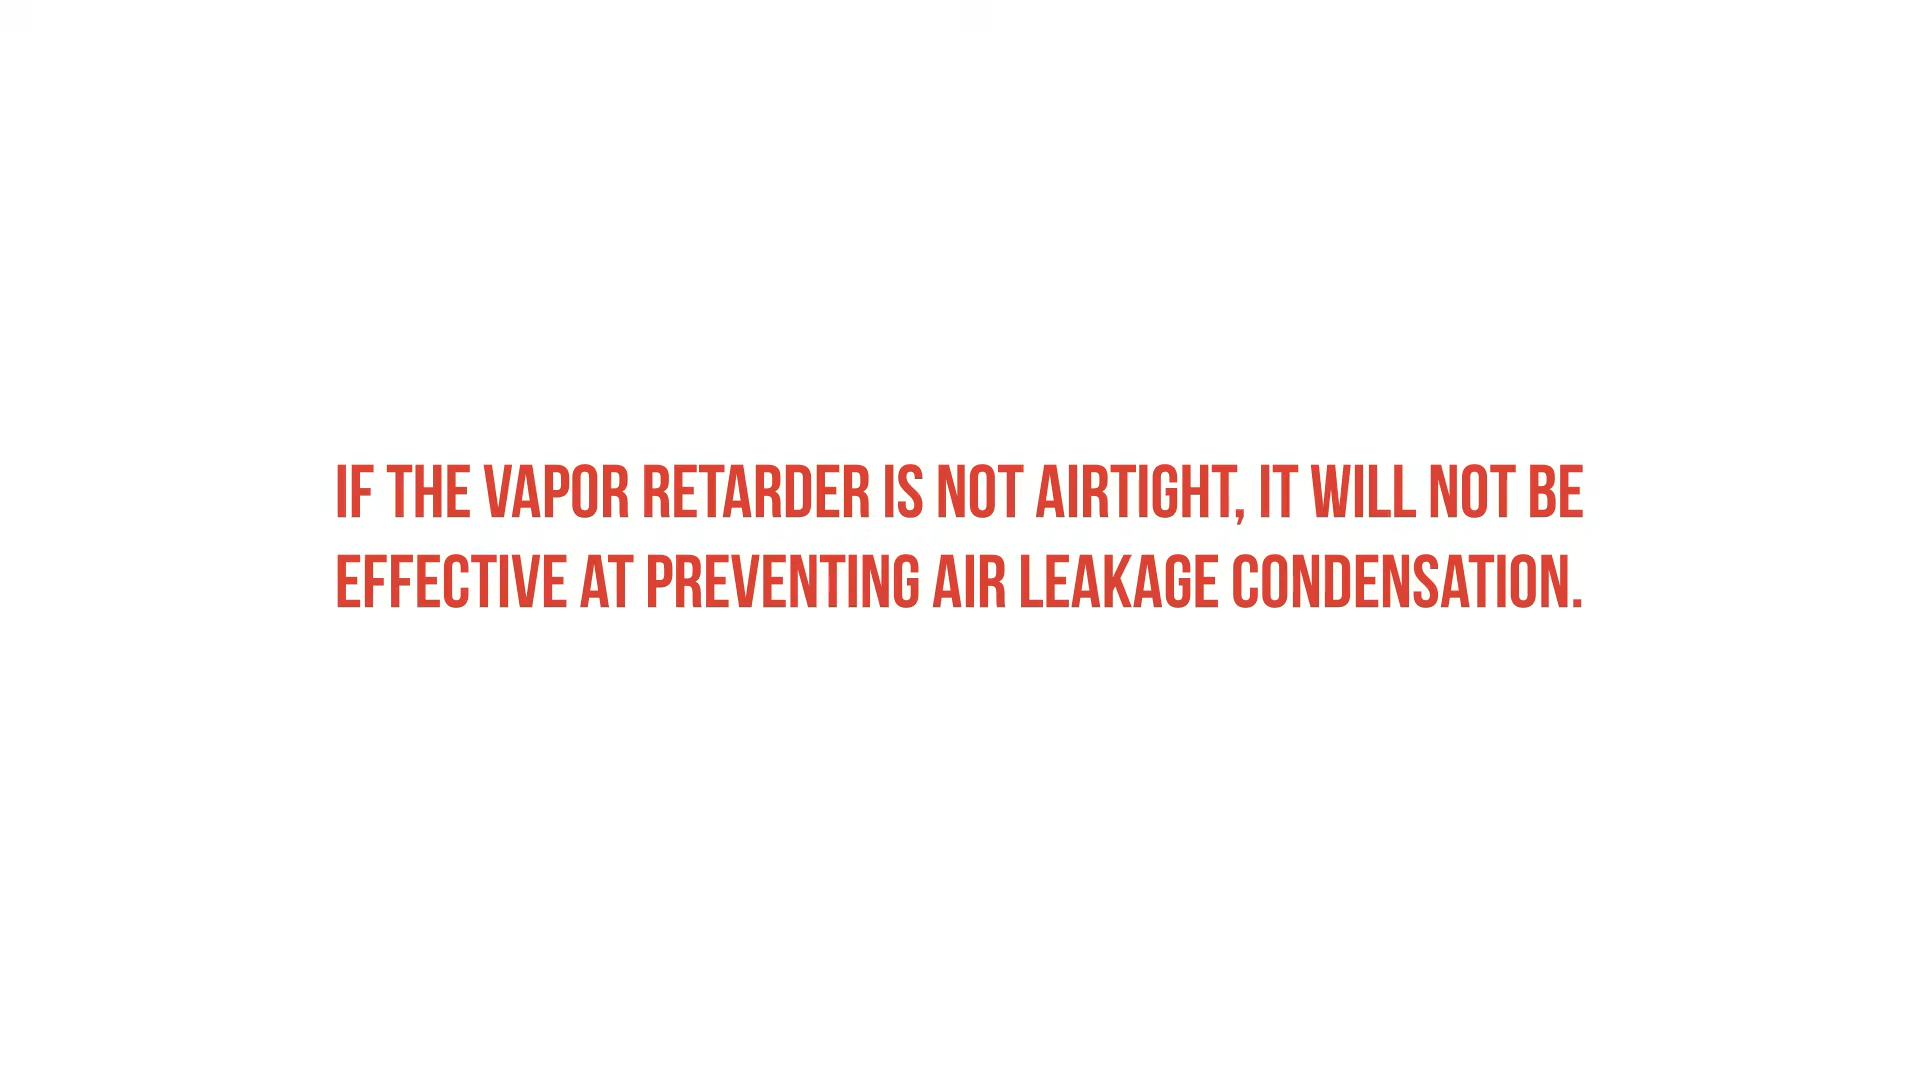 IF THE VAPOR RETARDER IS NOT AIRTIGHT, IT WILL NOT BE
EFFECTIVE AT PREVENTING AIR LEAKAGE CONDENSATION.